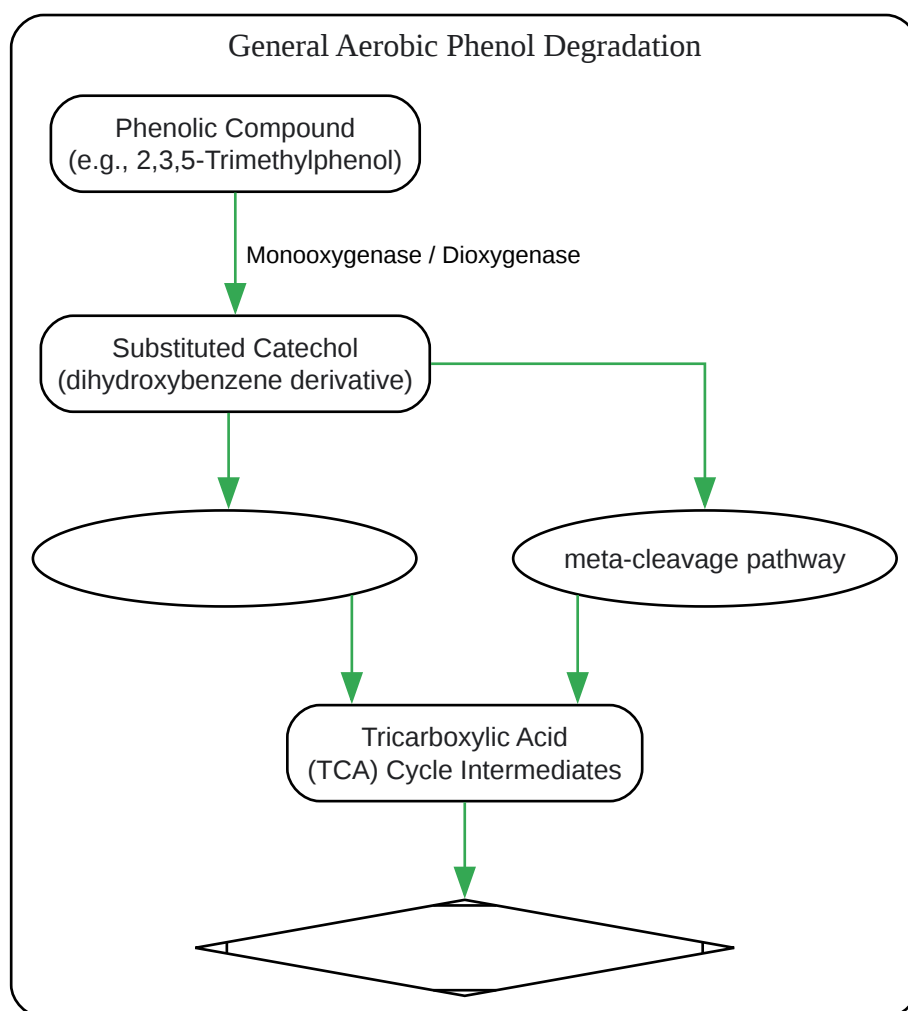 General Aerobic Phenol Degradation
Phenolic Compound
(e.g., 2,3,5-Trimethylphenol)
Monooxygenase / Dioxygenase
Substituted Catechol
(dihydroxybenzene derivative)
meta-cleavage pathway
Tricarboxylic Acid
(TCA) Cycle Intermediates